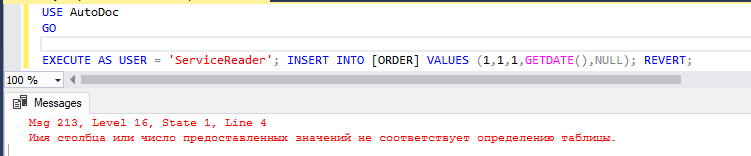 USE AutoDoc
GO
EXECUTE AS USER = 'ServiceReader'; INSERT INTO [ORDER] VALUES (1,1,1,GETDATE(),NULL); REVERT;
100 %
Messages
Msg 213, Level 16, State 1, Line 4
Имя столбца или число предоставленных значений не соответствует определению таблицы.